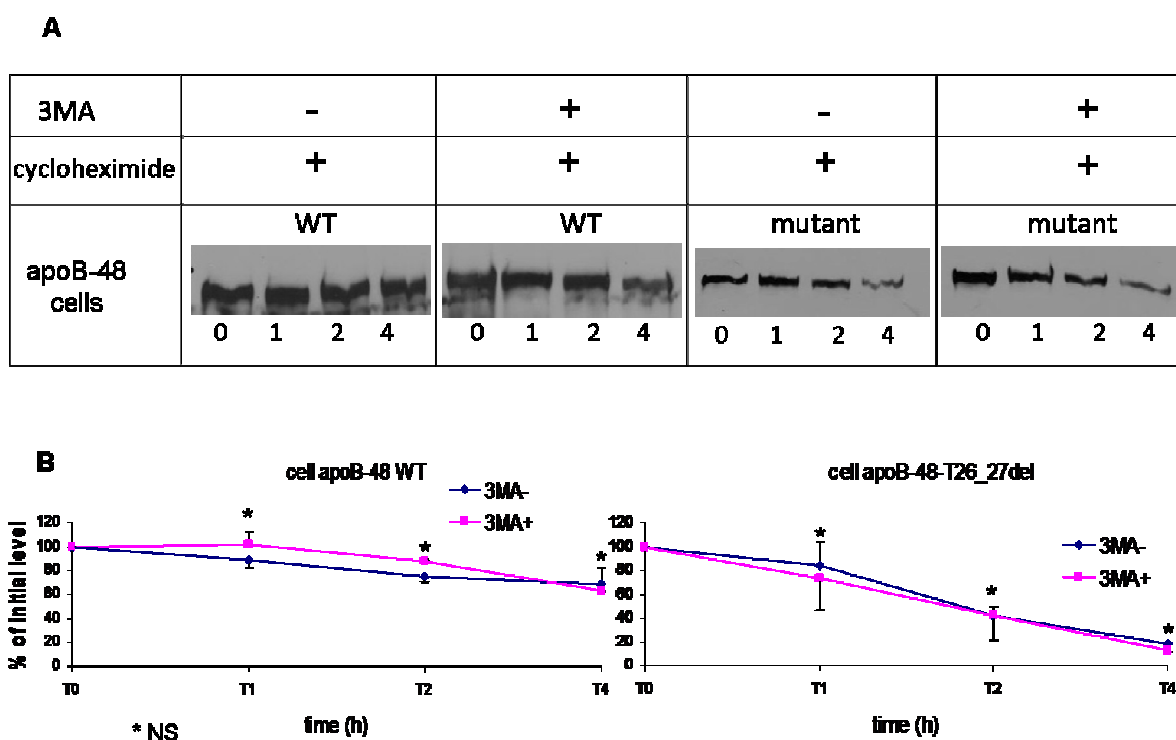 A
3MA - + - +
cycloheximide + + + +
WT WT mutant mutant
apoB-48
cells
0 1 2 4 0 1 2 4 0 1 2 4 0 1 2 4
B
cell apoB-48 WT
3MA-
3MA+
% of initial level
120
100
80
60
40
20
0
* * *
T0 T1 T2 T4
time (h)
* NS
cell apoB-48-T26_27del
3MA-
3MA+
120
100
80
60
40
20
0
* * *
T0 T1 T2 T4
time (h)